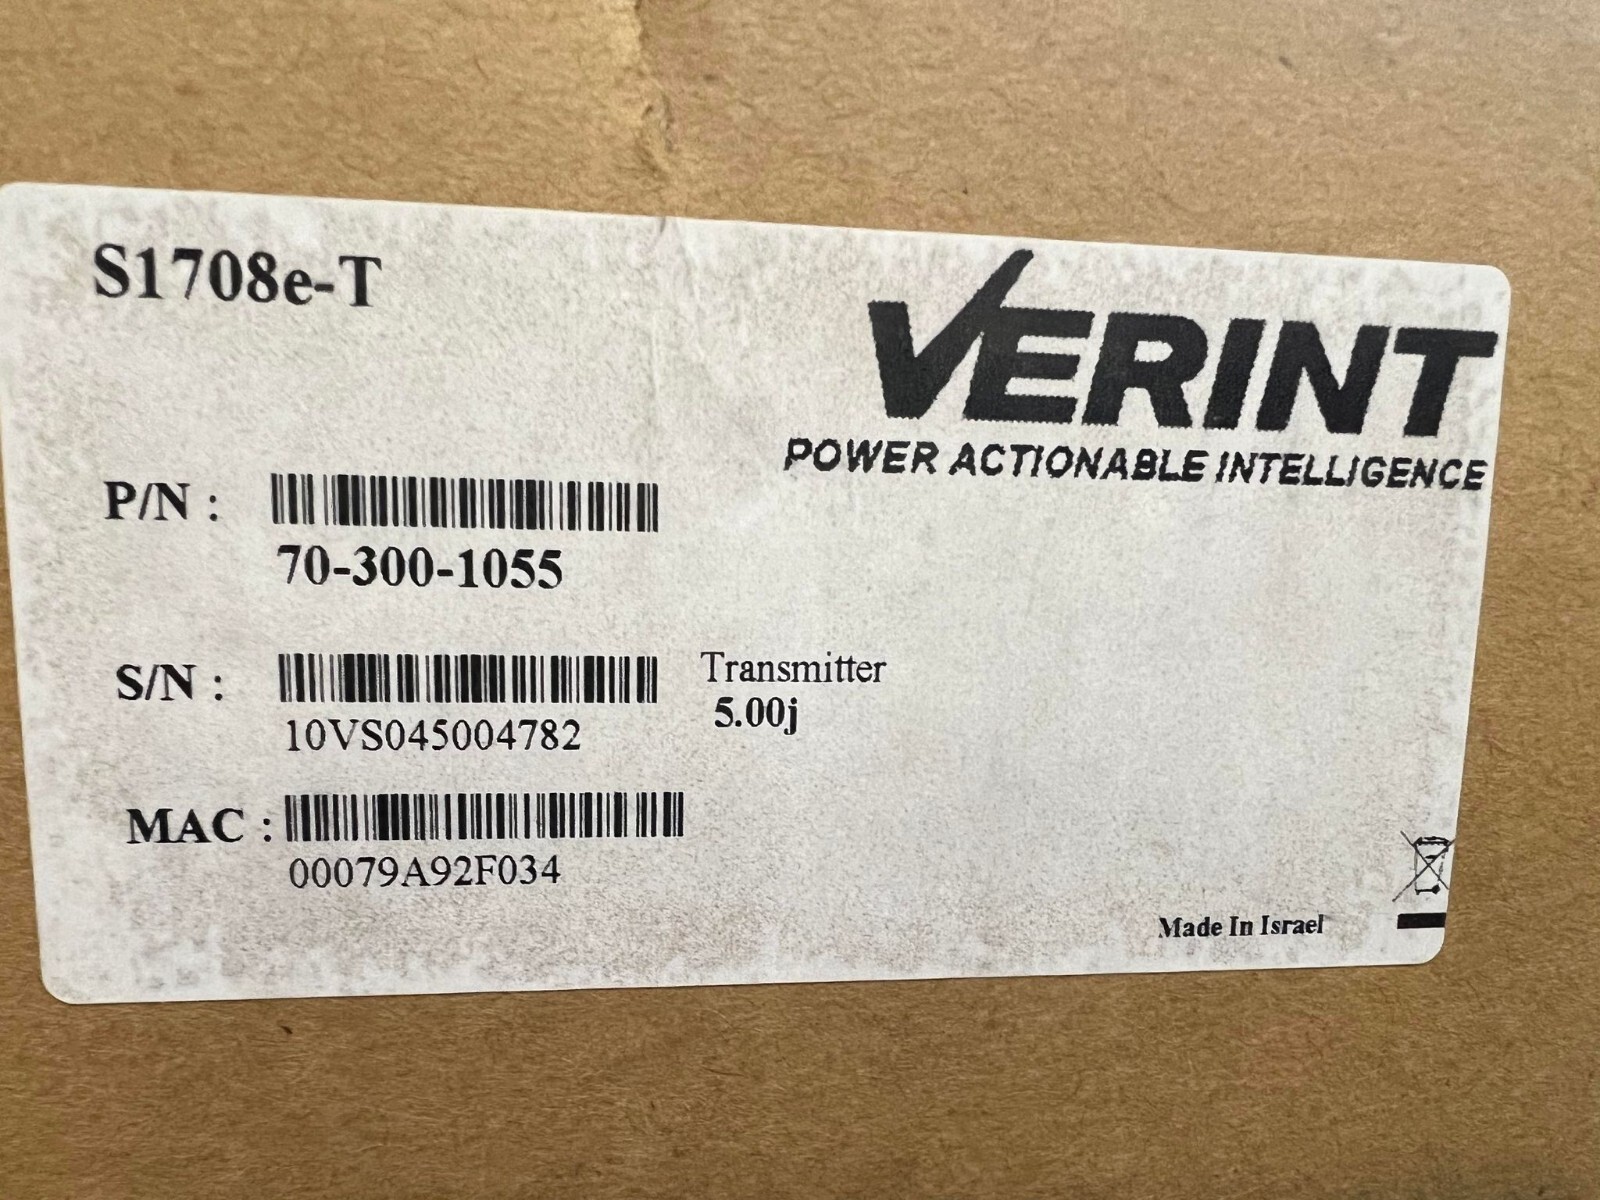 S1708e-T
VERINT
POWER ACTIONABLE INTELLIGENCE
P/N :
70-300-1055
S/N :
10VS045004782
Transmitter
5.00j
MAC :
00079A92F034
Made In Israel